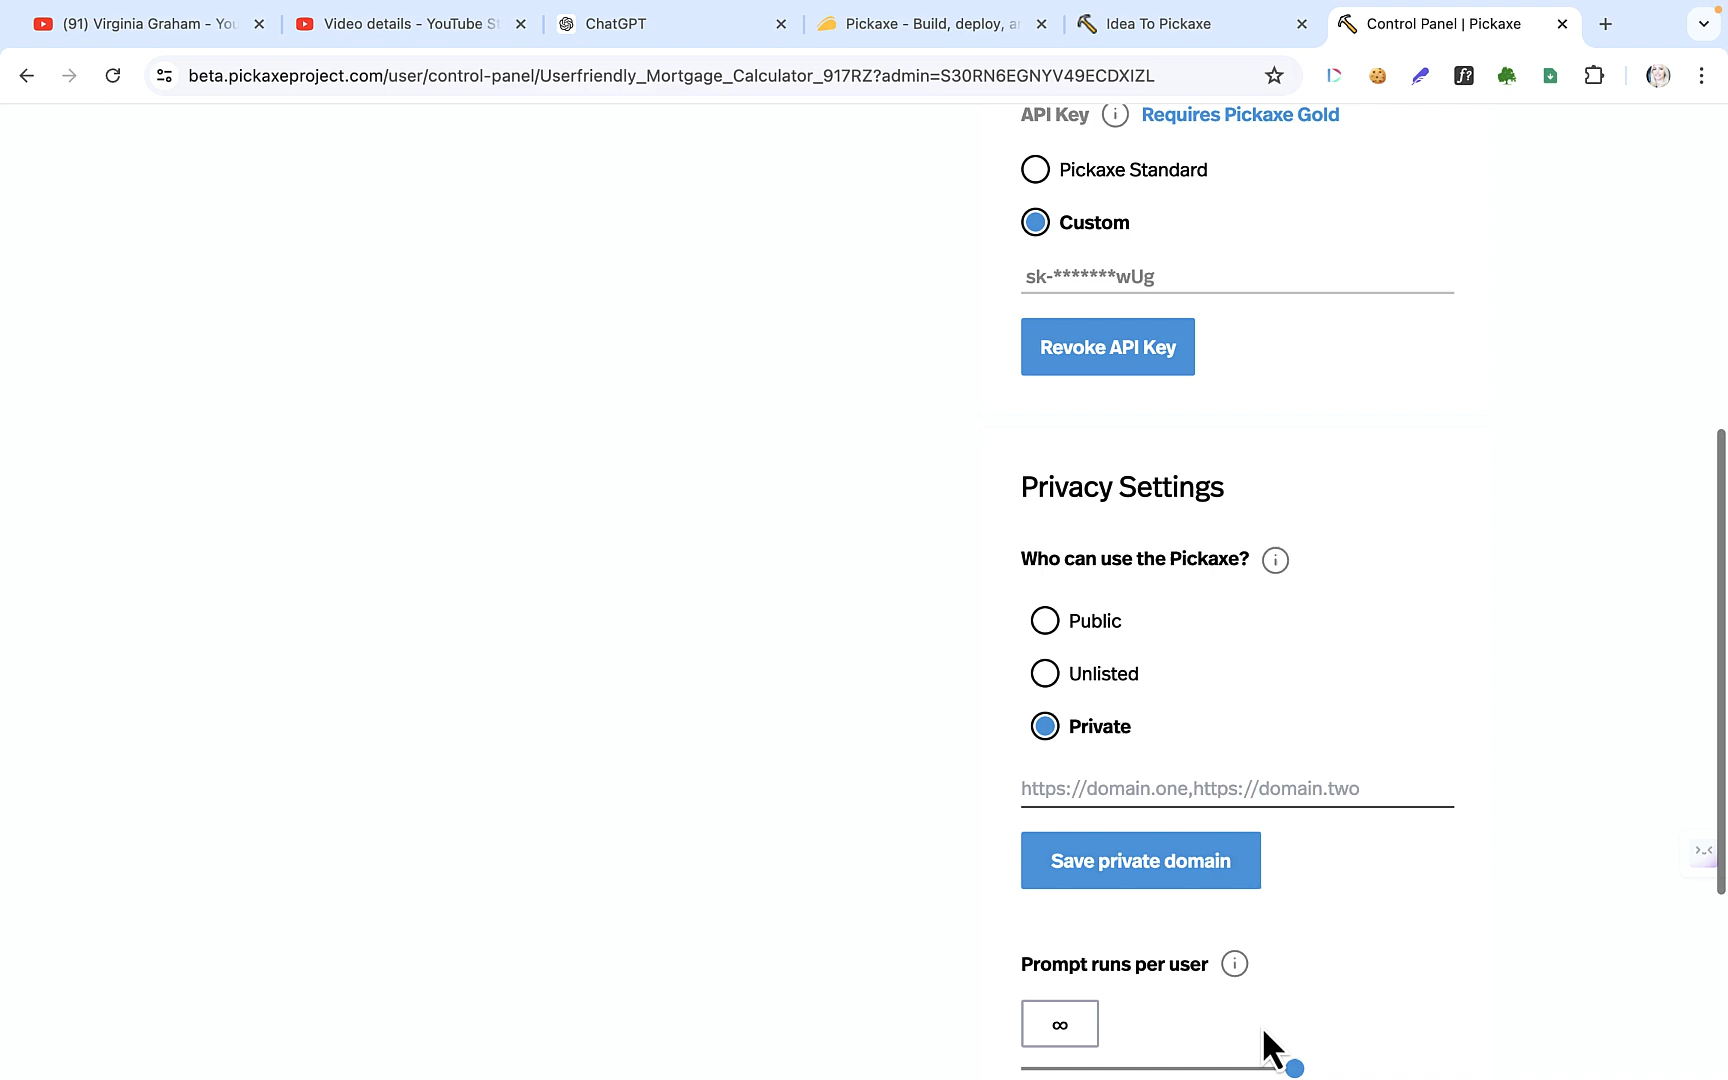 (91) Virginia Graham - You
Video details - YouTube St
ChatGPT
Pickaxe - Build, deploy, an
Idea To Pickaxe
Control Panel | Pickaxe
beta.pickaxeproject.com/user/control-panel/Userfriendly_Mortgage_Calculator_917RZ?admin=S30RN6EGNYV49ECDXIZL
API Key
Requires Pickaxe Gold
Pickaxe Standard
Custom
sk-*******wUg
Revoke API Key
Privacy Settings
Who can use the Pickaxe?
Public
Unlisted
Private
https://domain.one,https://domain.two
Save private domain
Prompt runs per user
∞